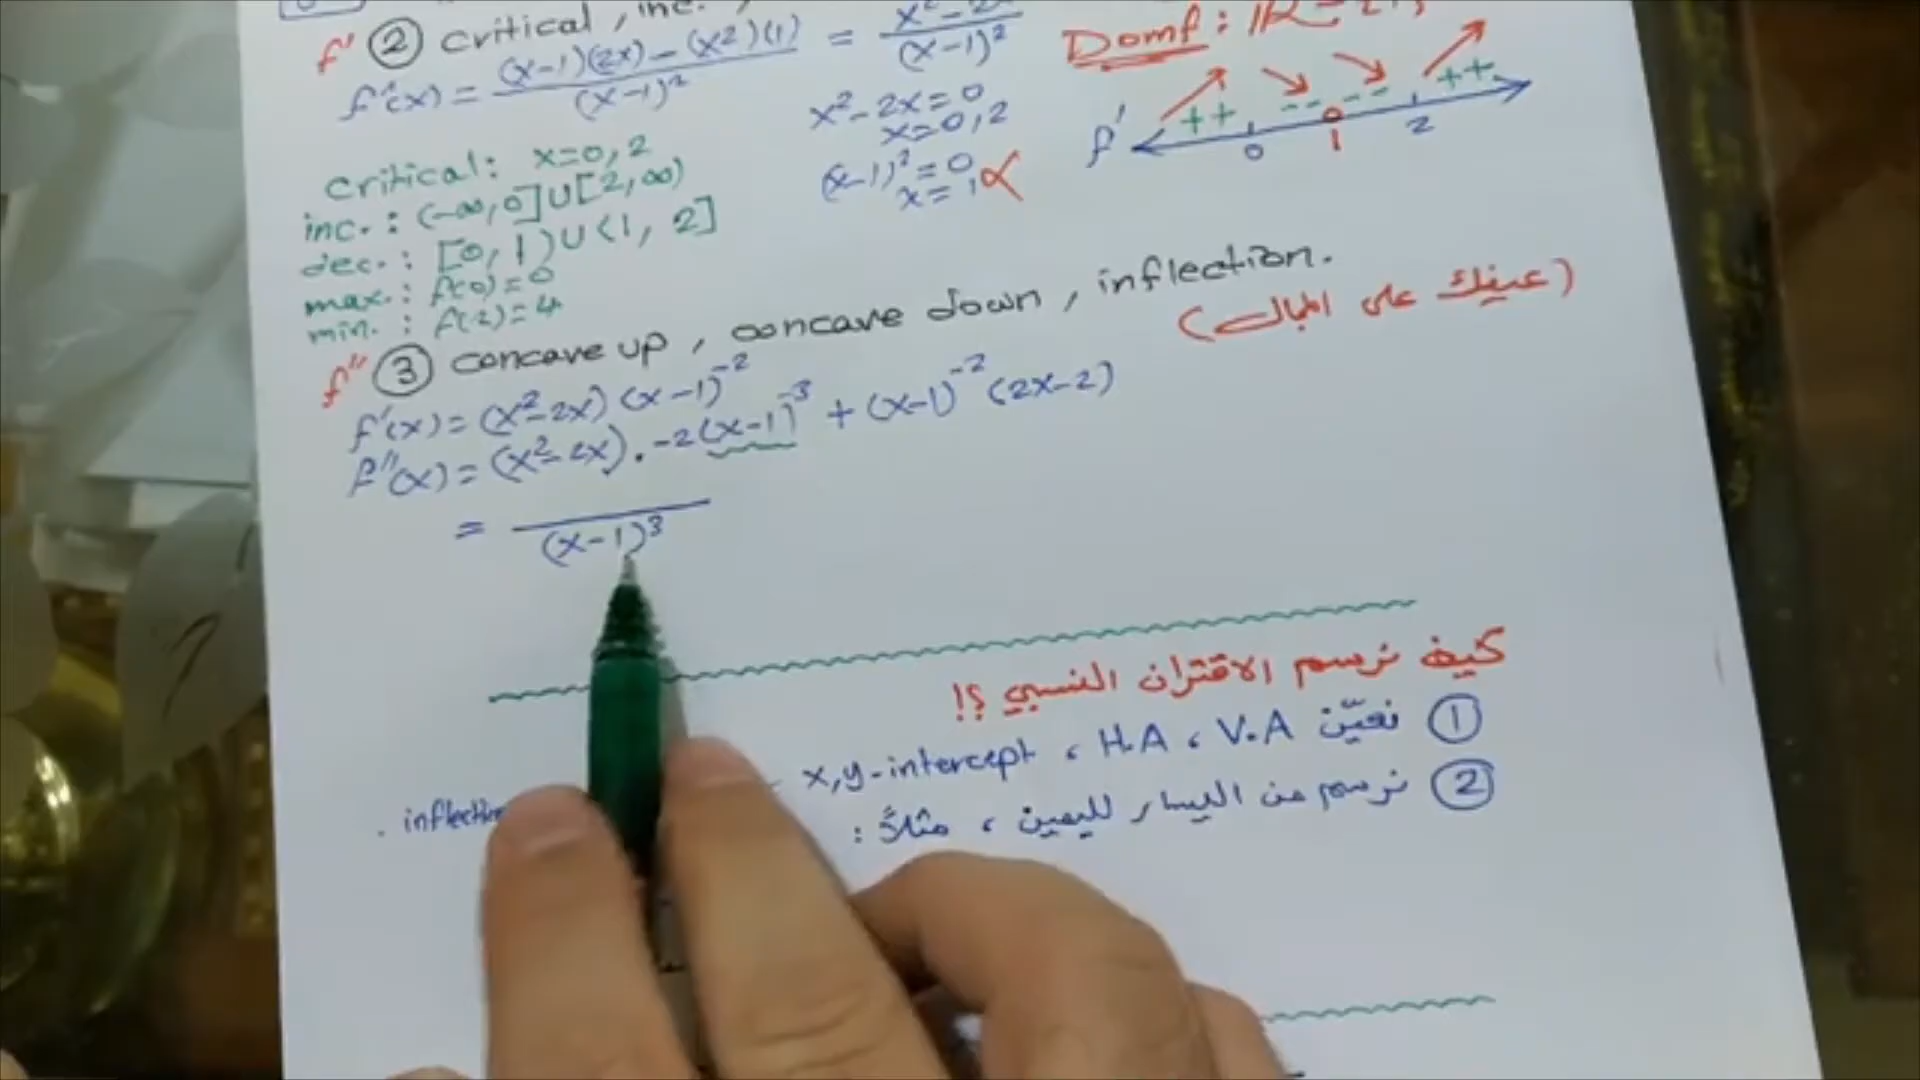 f' ② critical , inc. ,
f'(x) = (x-1)(2x) - (x2)(1) / (x-1)² = x²-2x / (x-1)²
Domf : IR -
x²-2x=0
x=0,2
(x-1)²=0
x=1
f' ++ -- -- ++
0 1 2
critical: x=0,2
inc. : (-∞,0]∪[2,∞)
dec. : [0,1)∪(1,2]
max. : f(0)=0
min. : f(2)=4
f'' ③ concave up , concave down , inflection.
(عينك على المجال)
f'(x) = (x²-2x)(x-1)⁻²
f''(x) = (x²-2x).-2(x-1)⁻³ + (x-1)⁻²(2x-2)
= / (x-1)³
كيف نرسم الاقتران النسبي ؟!
① نعيّن V.A ، H.A ، x,y-intercept
② نرسم من اليسار لليمين ، مثلاً :